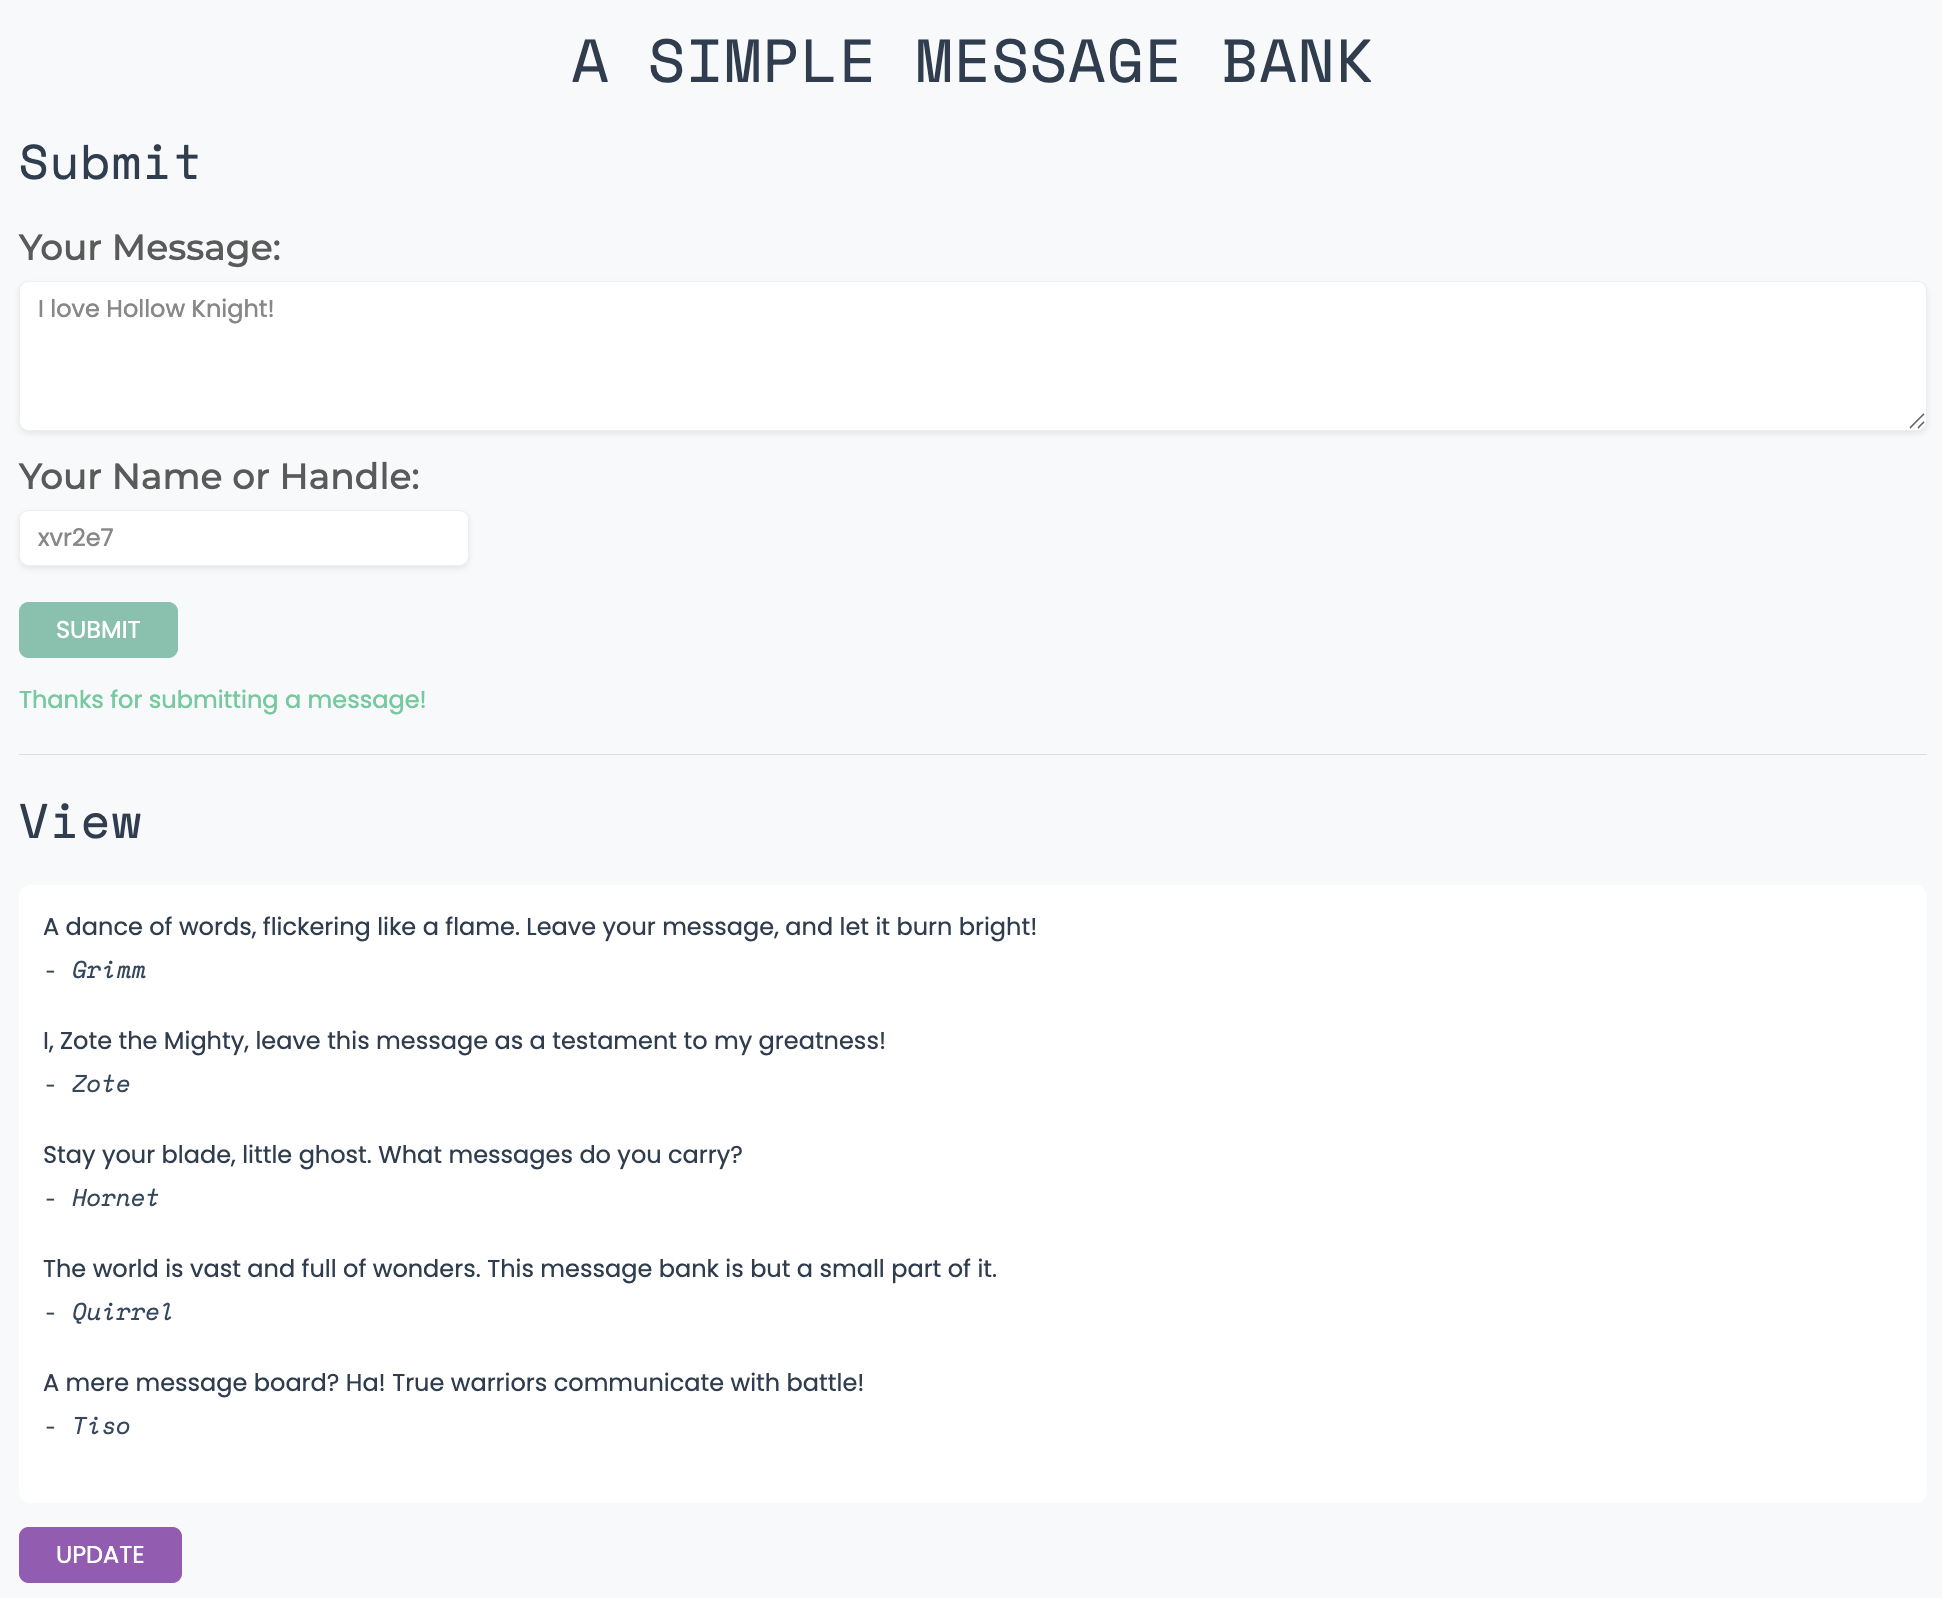 A SIMPLE MESSAGE BANK
Submit
Your Message:
I love Hollow Knight!
Your Name or Handle:
xvr2e7
SUBMIT
Thanks for submitting a message!
View
A dance of words, flickering like a flame. Leave your message, and let it burn bright!
- Grimm
I, Zote the Mighty, leave this message as a testament to my greatness!
- Zote
Stay your blade, little ghost. What messages do you carry?
- Hornet
The world is vast and full of wonders. This message bank is but a small part of it.
- Quirrel
A mere message board? Ha! True warriors communicate with battle!
- Tiso
UPDATE